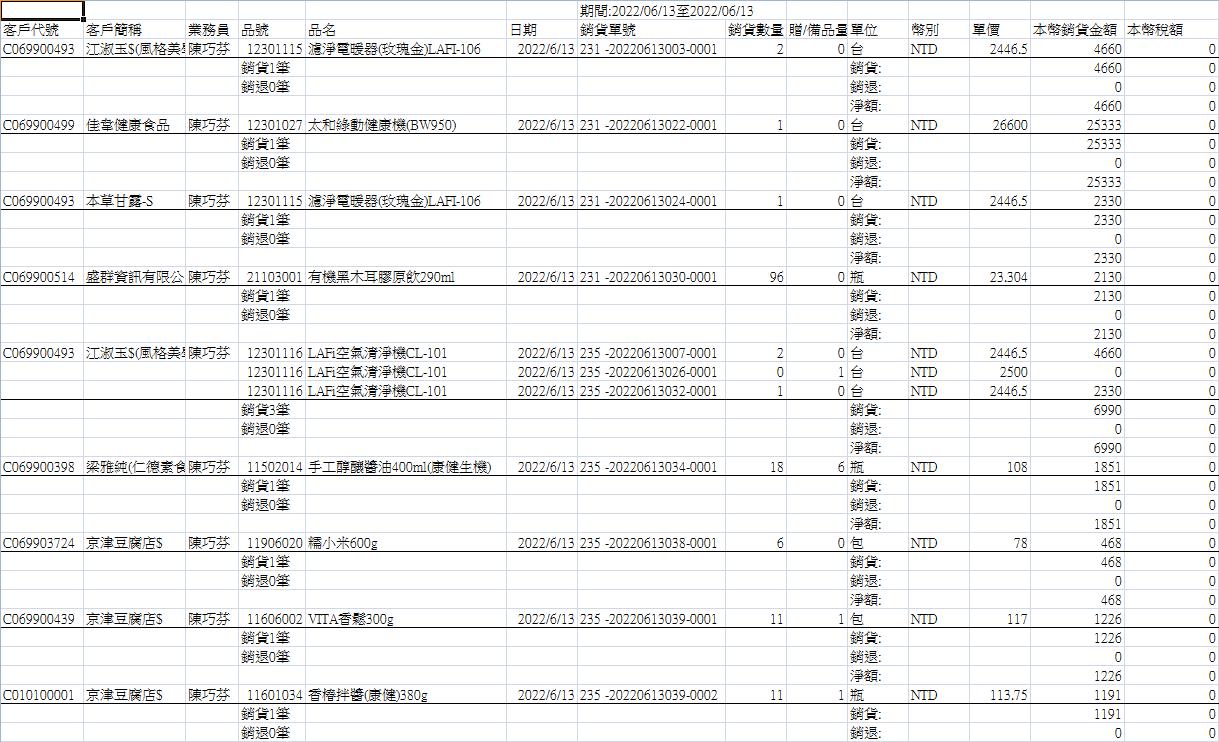 期間:2022/06/13至2022/06/13
客戶代號 客戶簡稱 業務員 品號 品名 日期 銷貨單號 銷貨數量 贈/備品量 單位 幣別 單價 本幣銷貨金額 本幣稅額
C069900493 江淑玉$(風格美 陳巧芬 12301115 濾淨電暖器(玫瑰金)LAFI-106 2022/6/13 231 -20220613003-0001 2 0 台 NTD 2446.5 4660 0
銷貨1筆 銷貨: 4660 0
銷退0筆 銷退: 0 0
淨額: 4660 0
C069900499 佳韋健康食品 陳巧芬 12301027 太和綠動健康機(BW950) 2022/6/13 231 -20220613022-0001 1 0 台 NTD 26600 25333 0
銷貨1筆 銷貨: 25333 0
銷退0筆 銷退: 0 0
淨額: 25333 0
C069900493 本草甘露-S 陳巧芬 12301115 濾淨電暖器(玫瑰金)LAFI-106 2022/6/13 231 -20220613024-0001 1 0 台 NTD 2446.5 2330 0
銷貨1筆 銷貨: 2330 0
銷退0筆 銷退: 0 0
淨額: 2330 0
C069900514 盛群資訊有限公 陳巧芬 21103001 有機黑木耳膠原飲290ml 2022/6/13 231 -20220613030-0001 96 0 瓶 NTD 23.304 2130 0
銷貨1筆 銷貨: 2130 0
銷退0筆 銷退: 0 0
淨額: 2130 0
C069900493 江淑玉$(風格美 陳巧芬 12301116 LAFi空氣清淨機CL-101 2022/6/13 235 -20220613007-0001 2 0 台 NTD 2446.5 4660 0
12301116 LAFi空氣清淨機CL-101 2022/6/13 235 -20220613026-0001 0 1 台 NTD 2500 0 0
12301116 LAFi空氣清淨機CL-101 2022/6/13 235 -20220613032-0001 1 0 台 NTD 2446.5 2330 0
銷貨3筆 銷貨: 6990 0
銷退0筆 銷退: 0 0
淨額: 6990 0
C069900398 梁雅純(仁德素食 陳巧芬 11502014 手工醇釀醬油400ml(康健生機) 2022/6/13 235 -20220613034-0001 18 6 瓶 NTD 108 1851 0
銷貨1筆 銷貨: 1851 0
銷退0筆 銷退: 0 0
淨額: 1851 0
C069903724 京津豆腐店$ 陳巧芬 11906020 糯小米600g 2022/6/13 235 -20220613038-0001 6 0 包 NTD 78 468 0
銷貨1筆 銷貨: 468 0
銷退0筆 銷退: 0 0
淨額: 468 0
C069900439 京津豆腐店$ 陳巧芬 11606002 VITA香鬆300g 2022/6/13 235 -20220613039-0001 11 1 包 NTD 117 1226 0
銷貨1筆 銷貨: 1226 0
銷退0筆 銷退: 0 0
淨額: 1226 0
C010100001 京津豆腐店$ 陳巧芬 11601034 香椿拌醬(康健)380g 2022/6/13 235 -20220613039-0002 11 1 瓶 NTD 113.75 1191 0
銷貨1筆 銷貨: 1191 0
銷退0筆 銷退: 0 0